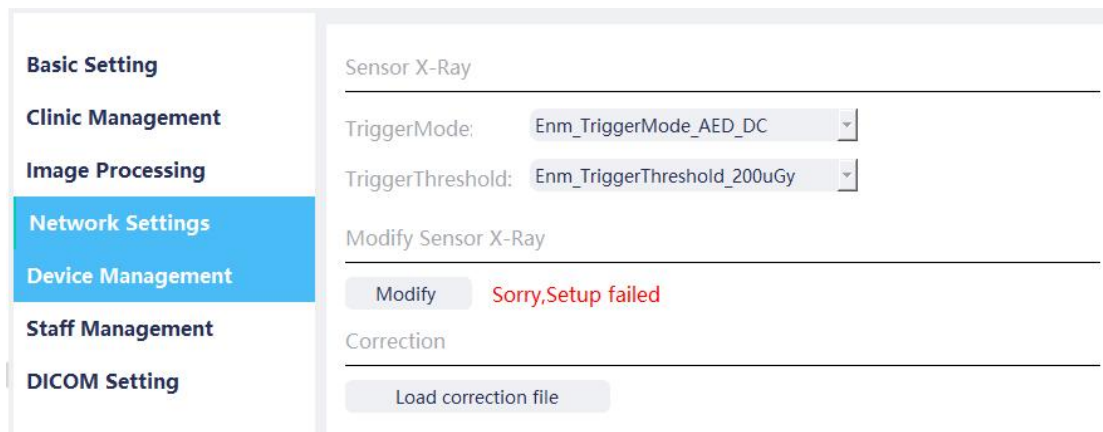 Basic Setting
Clinic Management
Image Processing
Network Settings
Device Management
Staff Management
DICOM Setting
Sensor X-Ray
TriggerMode: Enm_TriggerMode_AED_DC
TriggerThreshold: Enm_TriggerThreshold_200uGy
Modify Sensor X-Ray
Modify Sorry,Setup failed
Correction
Load correction file